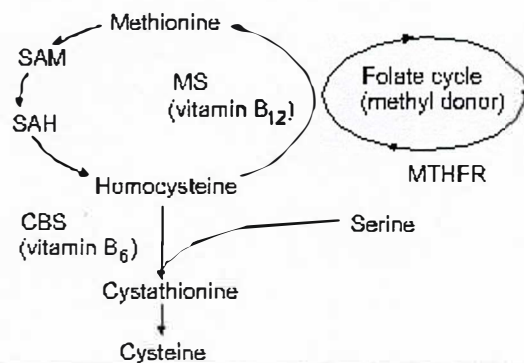 Methionine
SAM
MS
(vitamin B12)
Folate cycle
(methyl donor)
SAH
MTHFR
Homocysteine
CBS
(vitamin B6)
Serine
Cystathionine
Cysteine